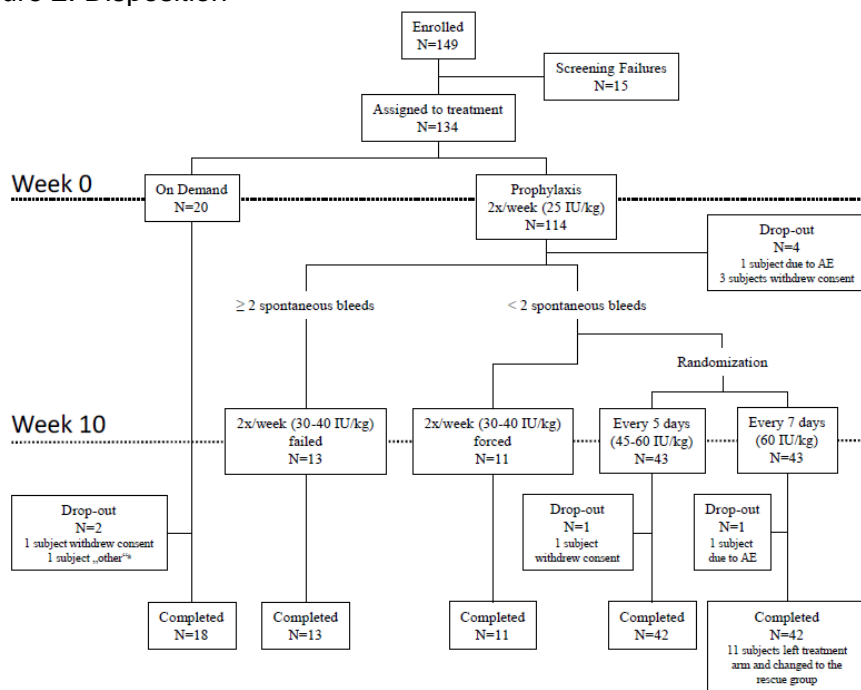 Enrolled
N=149
Screening Failures
N=15
Assigned to treatment
N=134
Week 0
On Demand
N=20
Prophylaxis
2x/week (25 IU/kg)
N=114
Drop-out
N=4
1 subject due to AE
3 subjects withdrew consent
≥ 2 spontaneous bleeds
< 2 spontaneous bleeds
Randomization
Week 10
2x/week (30-40 IU/kg)
failed
N=13
2x/week (30-40 IU/kg)
forced
N=11
Every 5 days
(45-60 IU/kg)
N=43
Every 7 days
(60 IU/kg)
N=43
Drop-out
N=2
1 subject withdrew consent
1 subject „other“*
Drop-out
N=1
1 subject
withdrew consent
Drop-out
N=1
1 subject
due to AE
Completed
N=18
Completed
N=13
Completed
N=11
Completed
N=42
Completed
N=42
11 subjects left treatment
arm and changed to the
rescue group